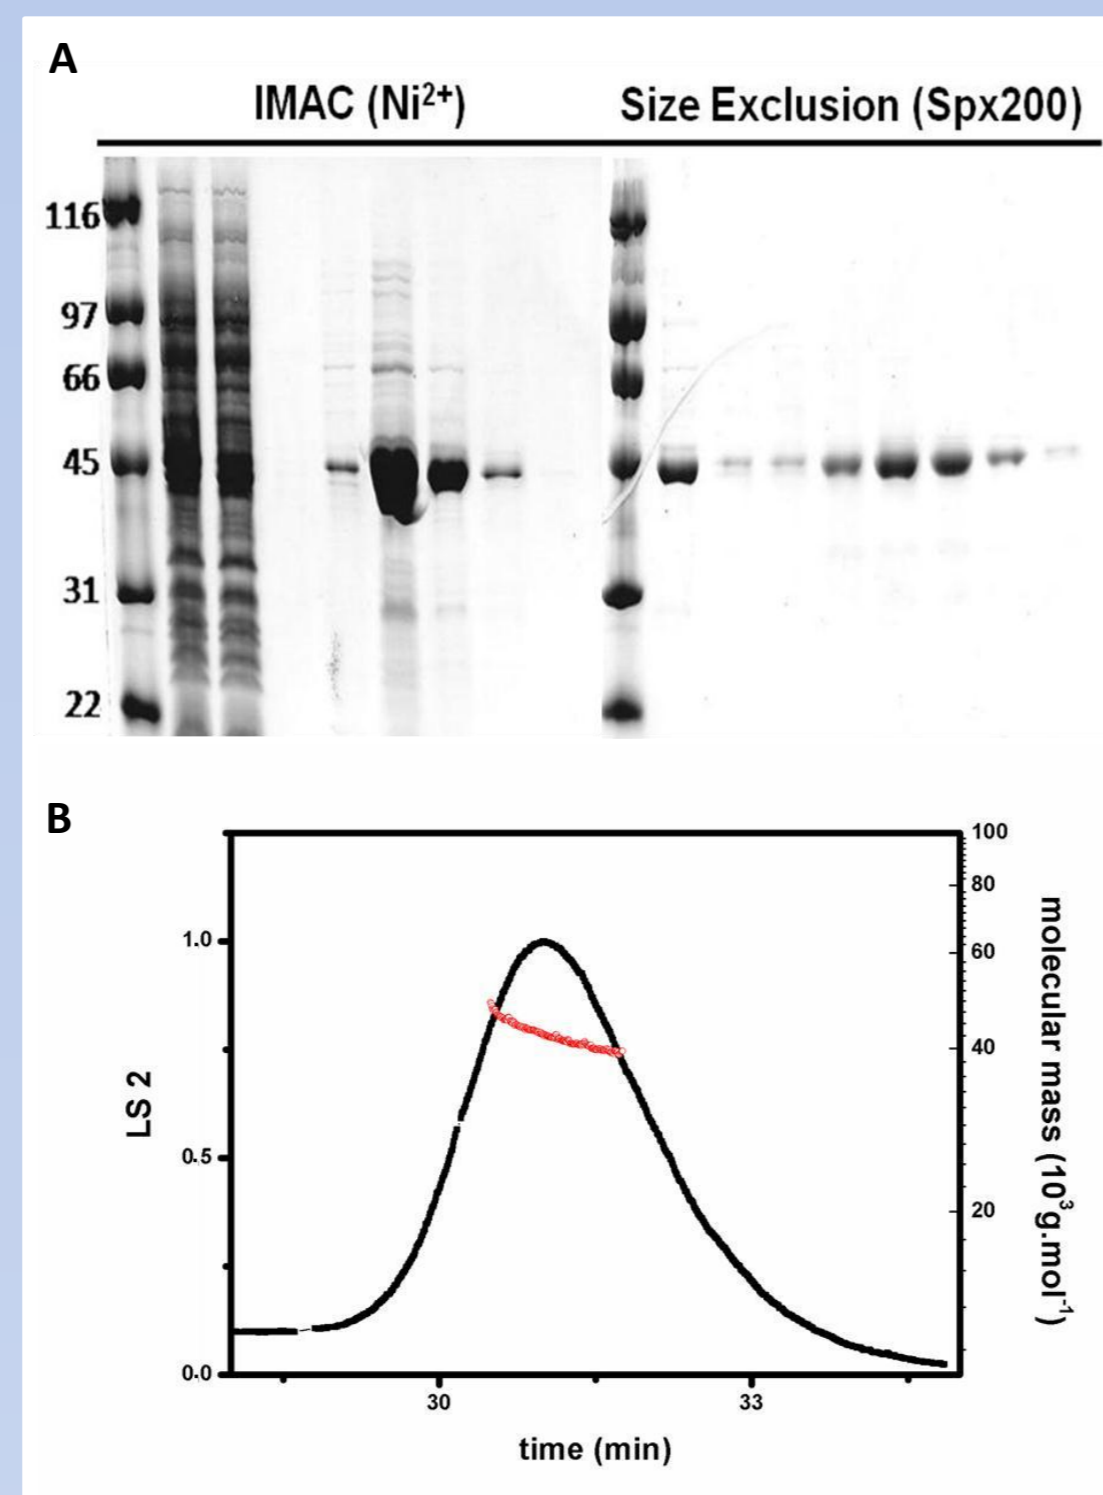 A
IMAC (Ni²⁺)
Size Exclusion (Spx200)
116
97
66
45
31
22
B
1.0
0.5
0.0
LS 2
100
80
60
40
20
molecular mass (10³g.mol⁻¹)
30
33
time (min)